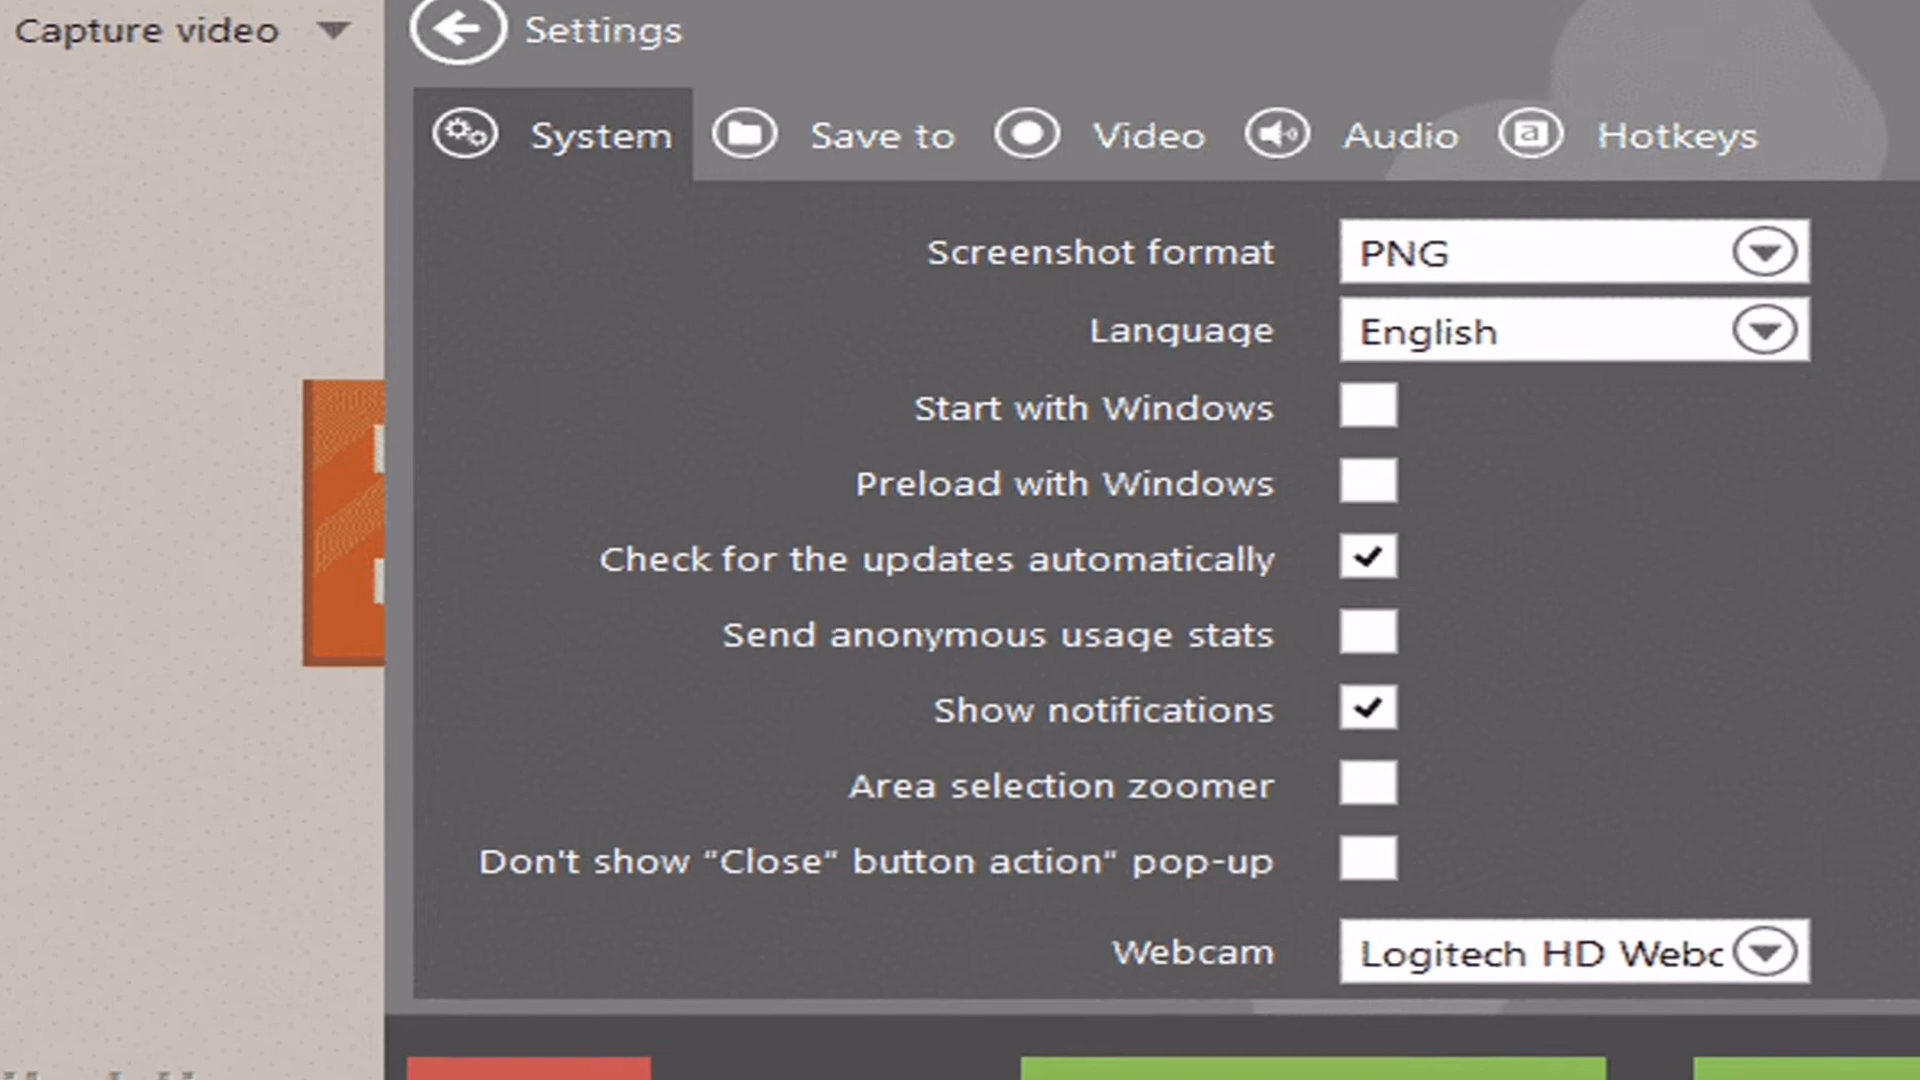 Capture video
Settings
System Save to Video Audio Hotkeys
Screenshot format PNG
Language English
Start with Windows
Preload with Windows
Check for the updates automatically
Send anonymous usage stats
Show notifications
Area selection zoomer
Don't show "Close" button action" pop-up
Webcam Logitech HD Webc